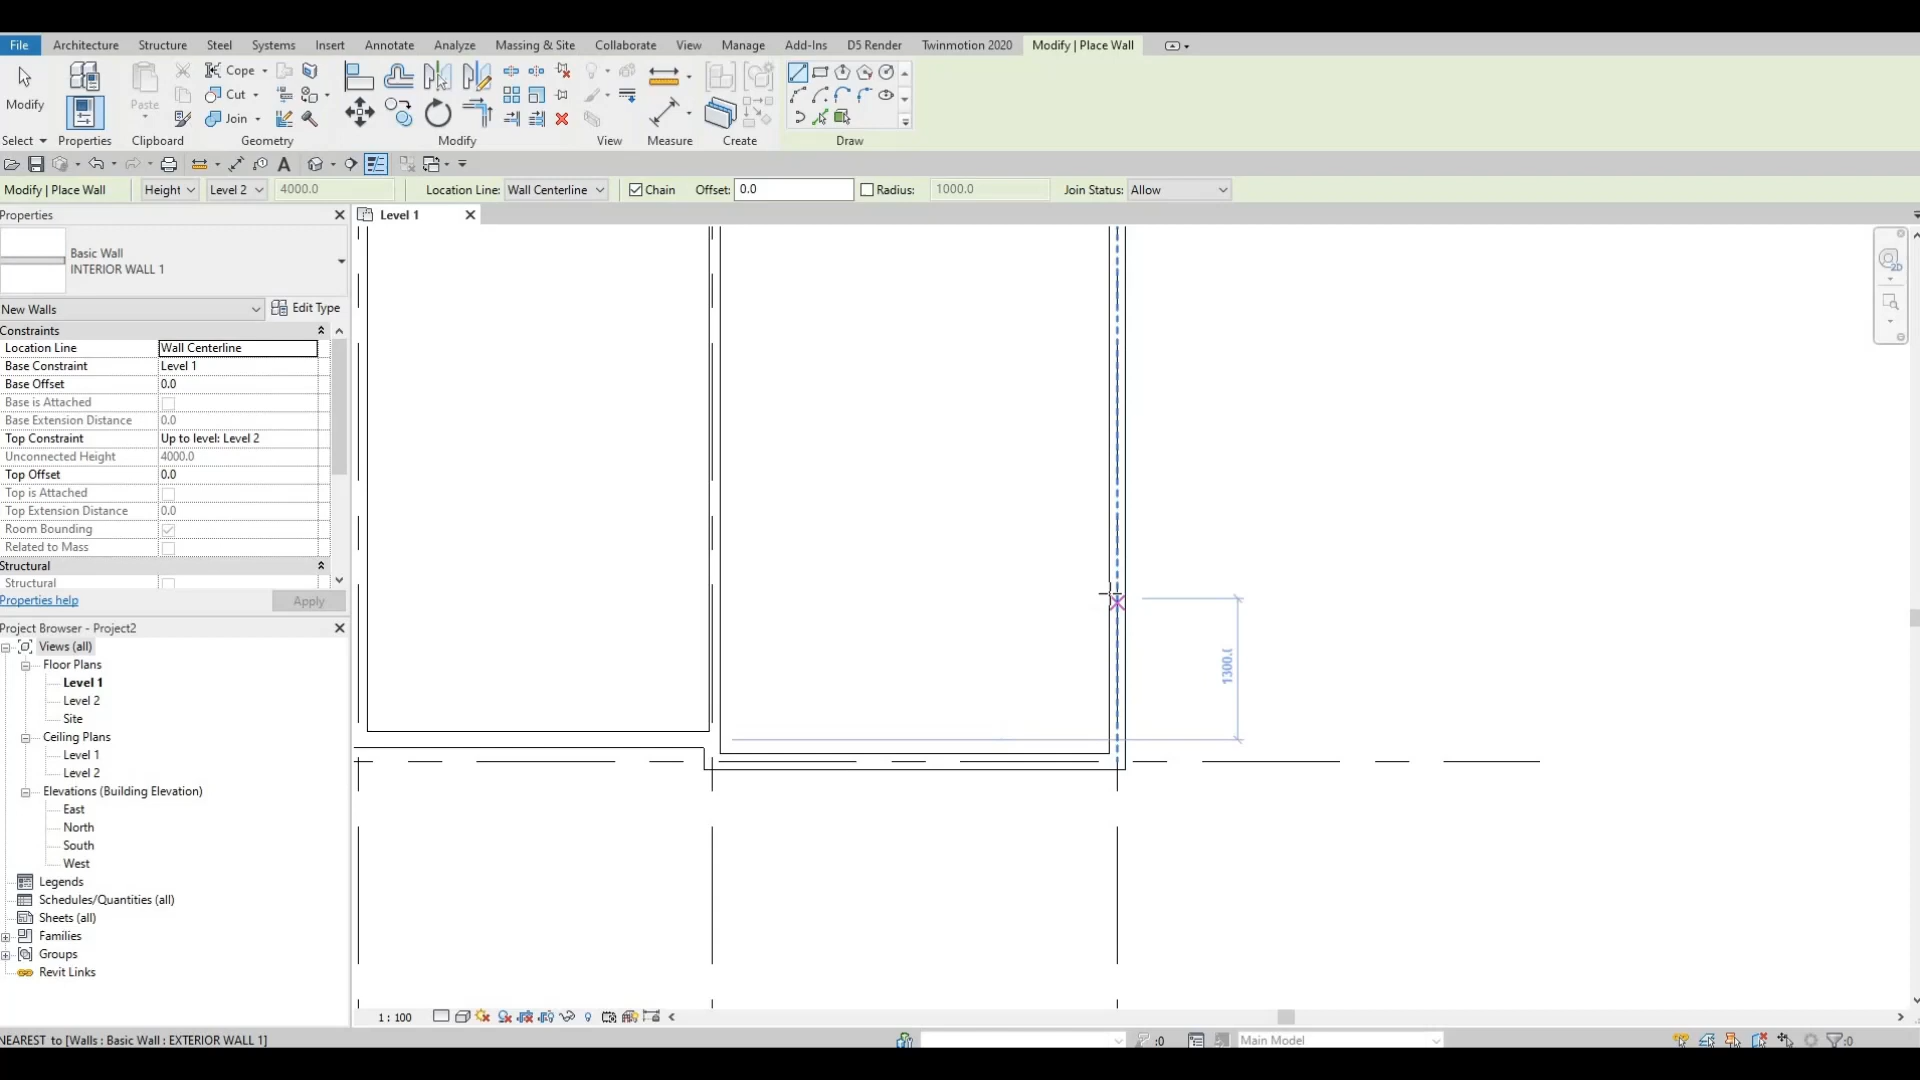 File Architecture Structure Steel Systems Insert Annotate Analyze Massing & Site Collaborate View Manage Add-Ins D5 Render Twinmotion 2020 Modify | Place Wall
Modify Paste Cope Cut Join
Select Properties Clipboard Geometry Modify View Measure Create Draw
Modify | Place Wall Height Level 2 4000.0 Location Line: Wall Centerline Chain Offset: 0.0 Radius: 1000.0 Join Status: Allow
Properties
Level 1
Basic Wall
INTERIOR WALL 1
New Walls Edit Type
Constraints
Location Line Wall Centerline
Base Constraint Level 1
Base Offset 0.0
Base is Attached
Base Extension Distance 0.0
Top Constraint Up to level: Level 2
Unconnected Height 4000.0
Top Offset 0.0
Top is Attached
Top Extension Distance 0.0
Room Bounding
Related to Mass
Structural
Structural
Properties help Apply
Project Browser - Project2
Views (all)
Floor Plans
Level 1
Level 2
Site
Ceiling Plans
Level 1
Level 2
Elevations (Building Elevation)
East
North
South
West
Legends
Schedules/Quantities (all)
Sheets (all)
Families
Groups
Revit Links
1300.
2D
1 : 100
NEAREST to [Walls : Basic Wall : EXTERIOR WALL 1] :0 Main Model :0